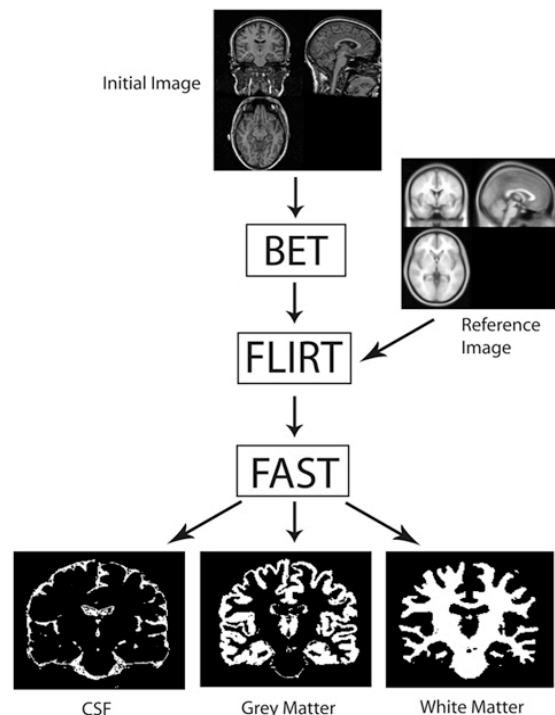 Initial Image
BET
FLIRT
Reference
Image
FAST
CSF
Grey Matter
White Matter